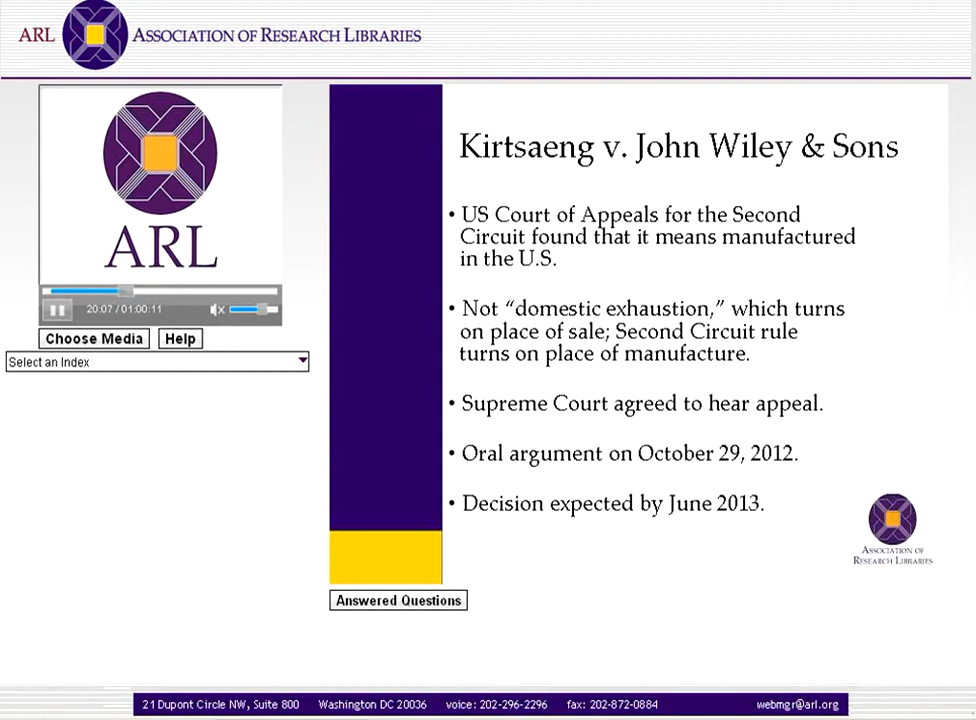 ARL ASSOCIATION OF RESEARCH LIBRARIES
ARL
20:07 / 01:00:11
Choose Media Help
Select an Index
Kirtsaeng v. John Wiley & Sons
• US Court of Appeals for the Second
Circuit found that it means manufactured
in the U.S.
• Not “domestic exhaustion,” which turns
on place of sale; Second Circuit rule
turns on place of manufacture.
• Supreme Court agreed to hear appeal.
• Oral argument on October 29, 2012.
• Decision expected by June 2013.
ASSOCIATION OF
RESEARCH LIBRARIES
Answered Questions
21 Dupont Circle NW, Suite 800 Washington DC 20036 voice: 202-296-2296 fax: 202-872-0884 webmgr@arl.org